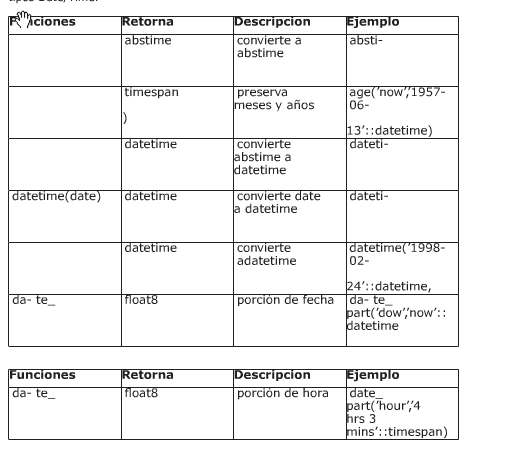 tipos Date/Time.
Funciones Retorna Descripcion Ejemplo
abstime convierte a absti-
abstime
timespan preserva age('now','1957-
meses y años 06-
)
13'::datetime)
datetime convierte dateti-
abstime a
datetime
datetime(date) datetime convierte date dateti-
a datetime
datetime convierte datetime('1998-
adatetime 02-
24'::datetime,
da- te_ float8 porción de fecha da- te_
part('dow','now'::
datetime
Funciones Retorna Descripcion Ejemplo
da- te_ float8 porción de hora date_
part('hour','4
hrs 3
mins'::timespan)